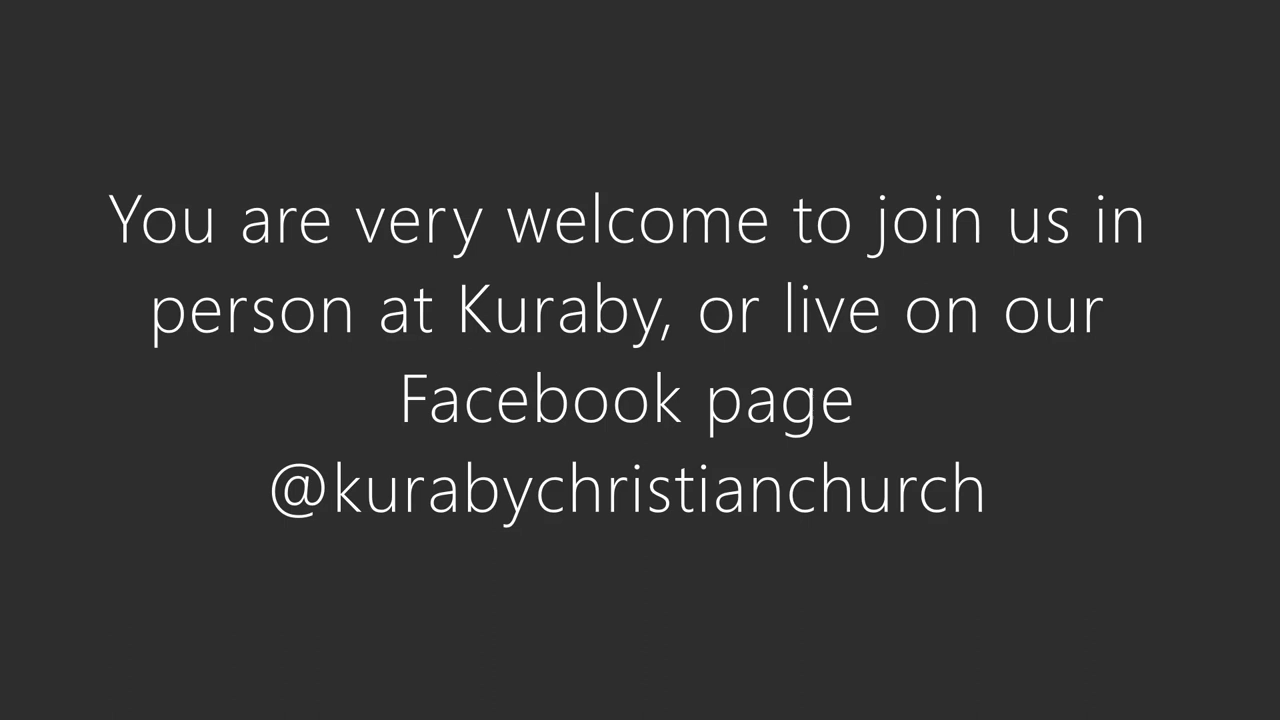 You are very welcome to join us in
person at Kuraby, or live on our
Facebook page
@kurabychristianchurch